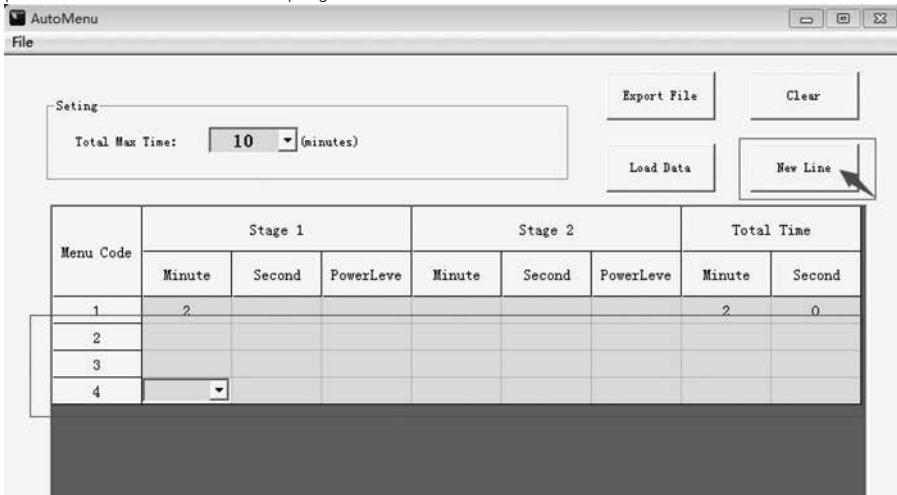 AutoMenu
File
Export File
Clear
Seting
Total Max Time: 10 (minutes)
Load Data
New Line
Menu Code
Stage 1
Stage 2
Total Time
Minute Second PowerLeve Minute Second PowerLeve Minute Second
1 2 2 0
2
3
4